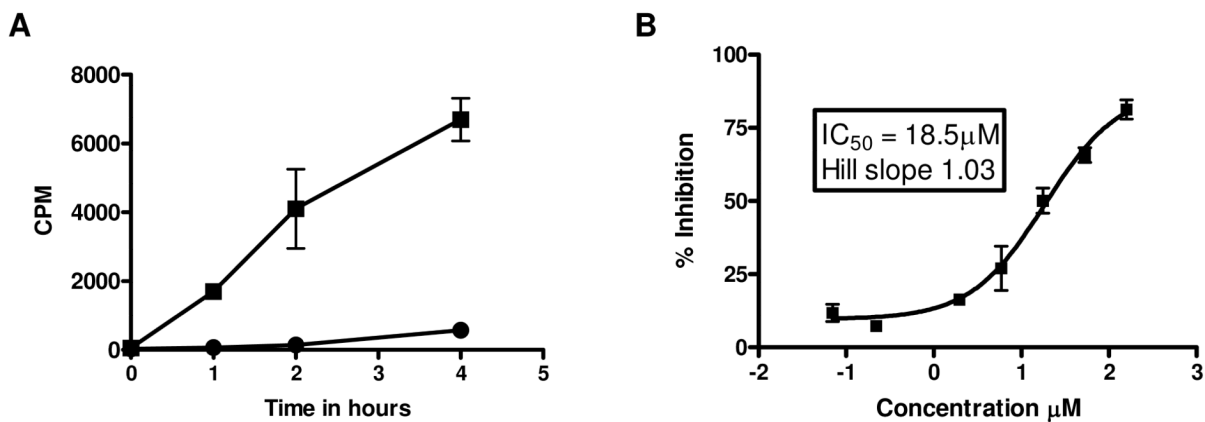 A
8000
6000
4000
2000
0
CPM
0 1 2 3 4 5
Time in hours
B
100
75
50
25
0
% Inhibition
IC50 = 18.5μM
Hill slope 1.03
-2 -1 0 1 2 3
Concentration μM